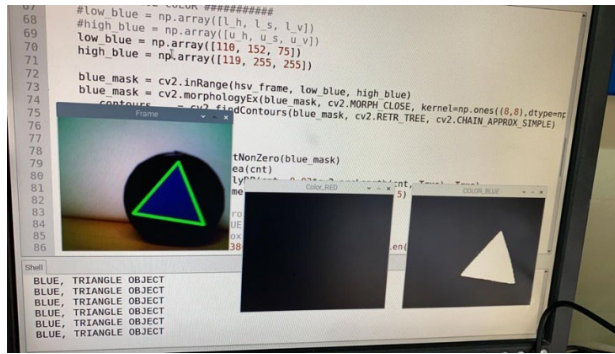 67
68 #low_blue = np.array([l_h, l_s, l_v])
69 #high_blue = np.array([u_h, u_s, u_v])
70 low_blue = np.array([110, 152, 75])
71 high_blue = np.array([119, 255, 255])
72
73 blue_mask = cv2.inRange(hsv_frame, low_blue, high_blue)
74 blue_mask = cv2.morphologyEx(blue_mask, cv2.MORPH_CLOSE, kernel=np.ones((8,8),dtype=np
75 contours, = cv2.findContours(blue_mask, cv2.RETR_TREE, cv2.CHAIN_APPROX_SIMPLE)
76
77
78 tNonZero(blue_mask)
79 ea(cnt)
80
81
82
83
84
85
86
Frame
Color_RED
COLOR_BLUE
Shell
BLUE, TRIANGLE OBJECT
BLUE, TRIANGLE OBJECT
BLUE, TRIANGLE OBJECT
BLUE, TRIANGLE OBJECT
BLUE, TRIANGLE OBJECT
BLUE, TRIANGLE OBJECT